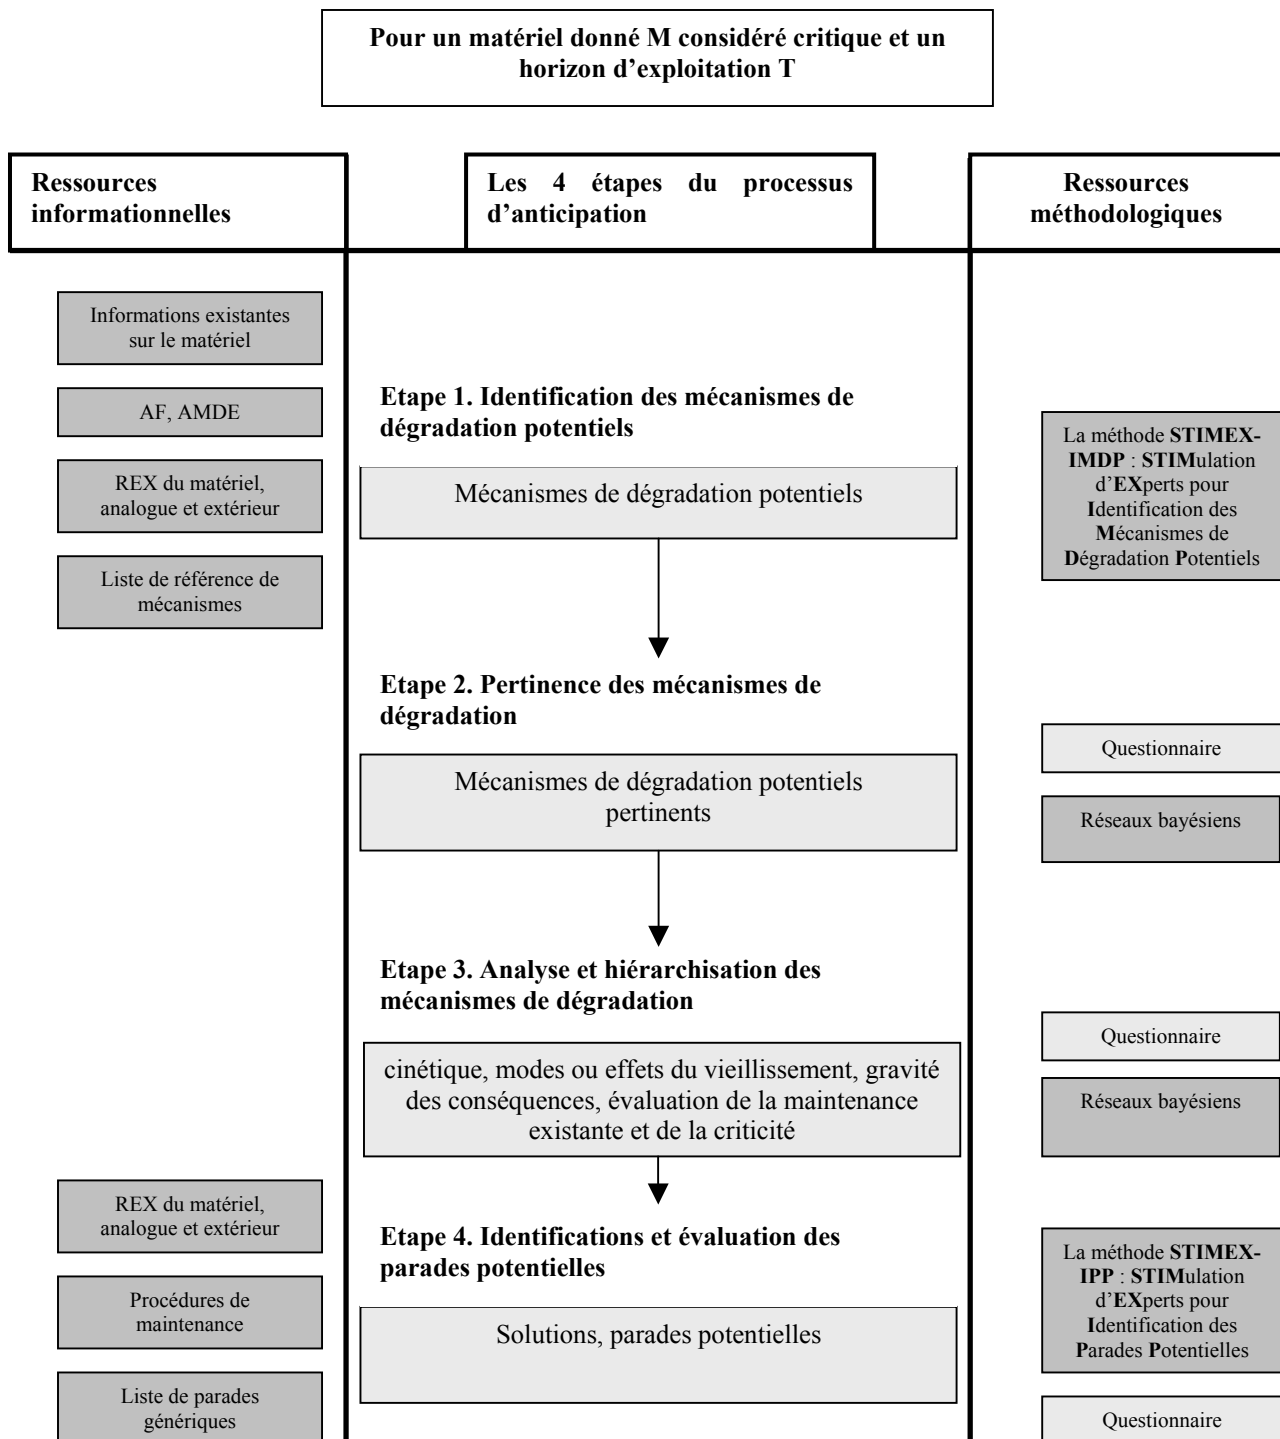 Pour un matériel donné M considéré critique et un
horizon d'exploitation T
Ressources
informationnelles
Les 4 étapes du processus
d'anticipation
Ressources
méthodologiques
Informations existantes
sur le matériel
AF, AMDE
REX du matériel,
analogue et extérieur
Liste de référence de
mécanismes
Etape 1. Identification des mécanismes de
dégradation potentiels
Mécanismes de dégradation potentiels
La méthode STIMEX-
IMDP : STIMulation
d'EXperts pour
Identification des
Mécanismes de
Dégradation Potentiels
Etape 2. Pertinence des mécanismes de
dégradation
Mécanismes de dégradation potentiels
pertinents
Questionnaire
Réseaux bayésiens
Etape 3. Analyse et hiérarchisation des
mécanismes de dégradation
cinétique, modes ou effets du vieillissement, gravité
des conséquences, évaluation de la maintenance
existante et de la criticité
Questionnaire
Réseaux bayésiens
REX du matériel,
analogue et extérieur
Procédures de
maintenance
Liste de parades
génériques
Etape 4. Identifications et évaluation des
parades potentielles
Solutions, parades potentielles
La méthode STIMEX-
IPP : STIMulation
d'EXperts pour
Identification des
Parades Potentielles
Questionnaire